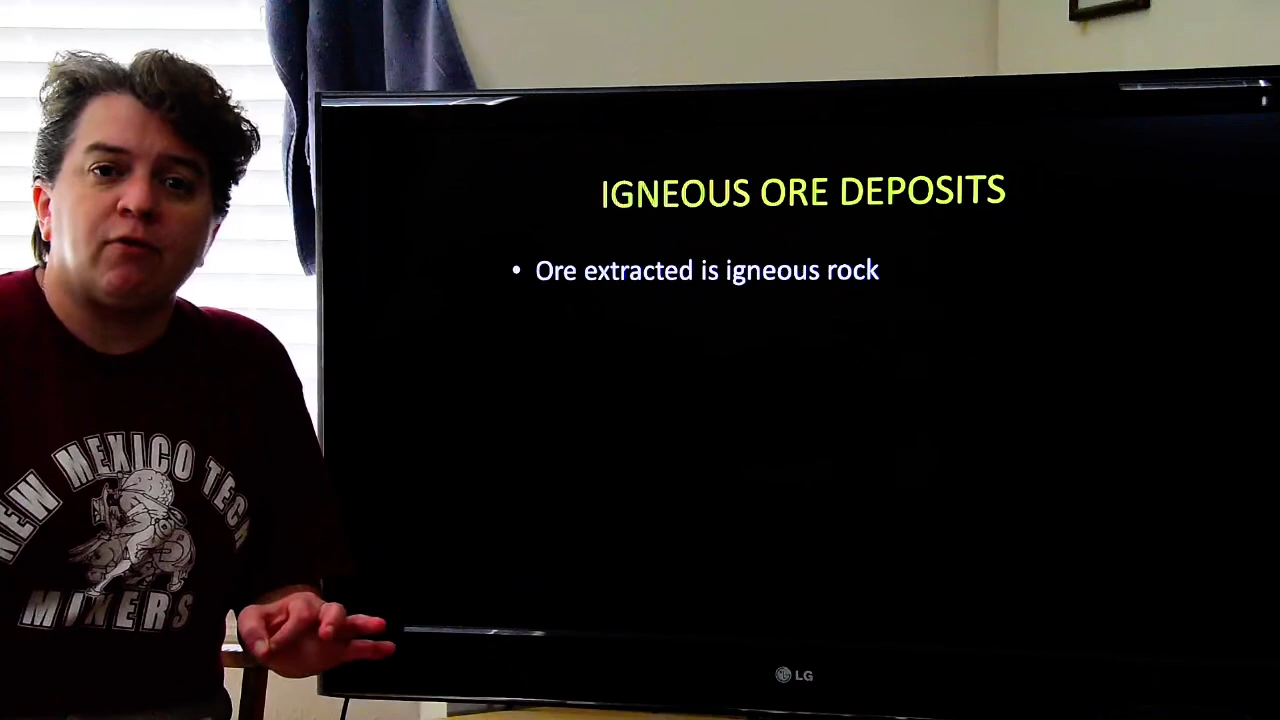 IGNEOUS ORE DEPOSITS
• Ore extracted is igneous rock
NEW MEXICO TECH
MINERS
LG